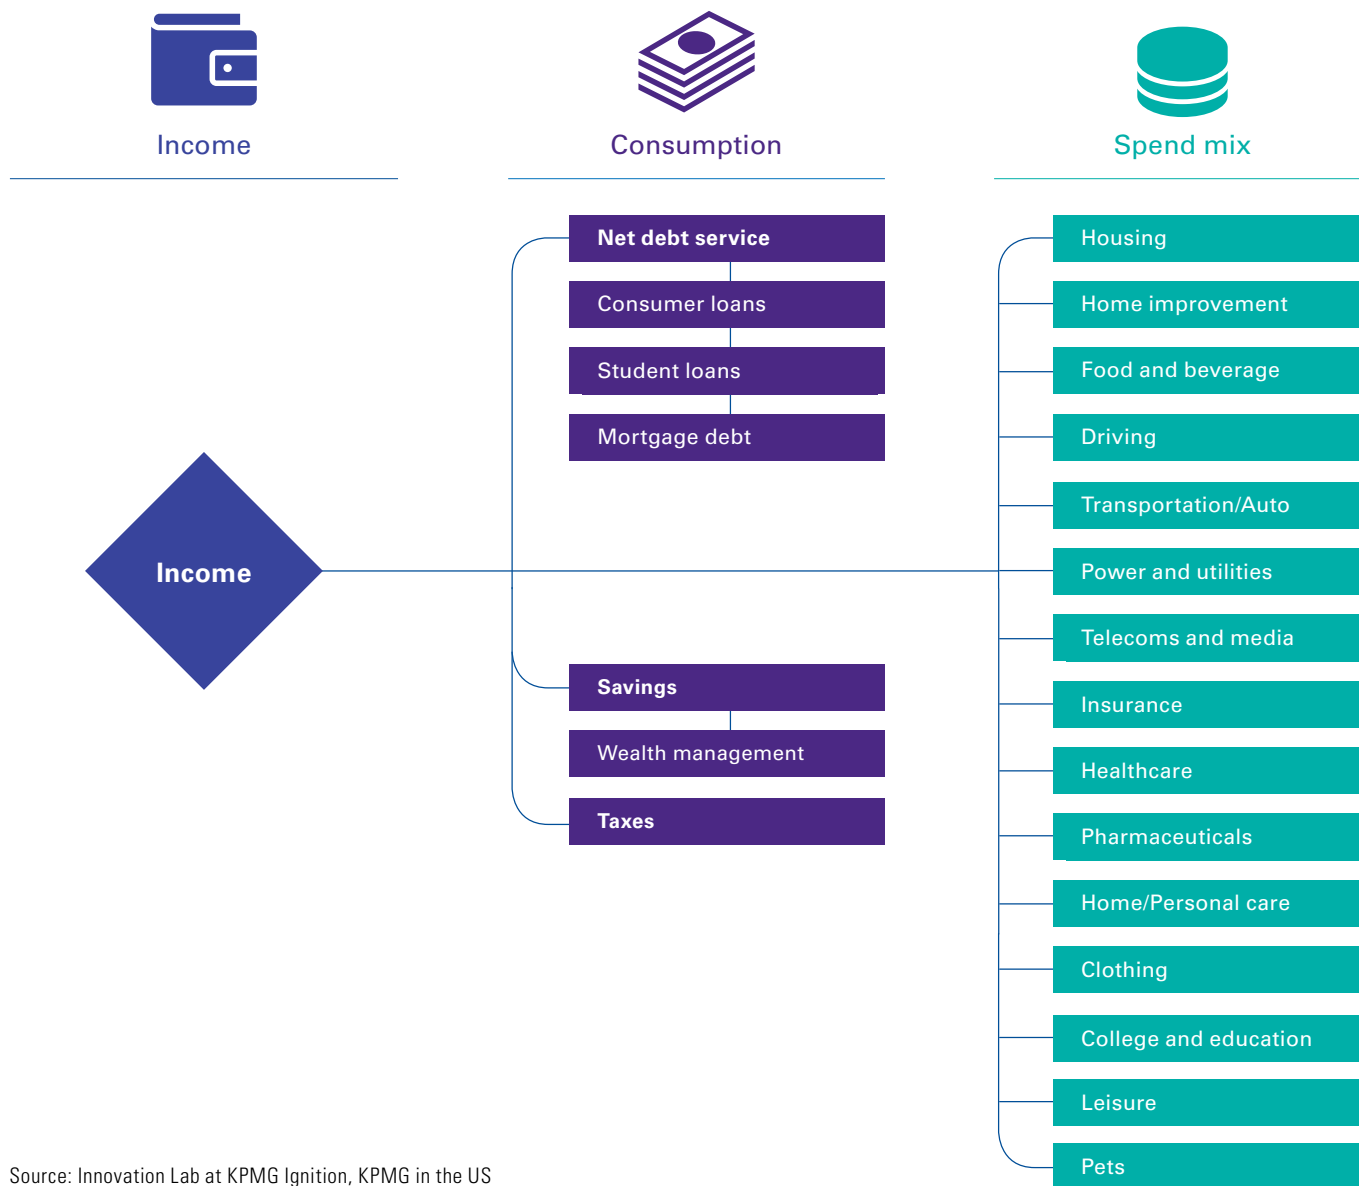 Income
Consumption
Spend mix
Income
Net debt service
Consumer loans
Student loans
Mortgage debt
Savings
Wealth management
Taxes
Housing
Home improvement
Food and beverage
Driving
Transportation/Auto
Power and utilities
Telecoms and media
Insurance
Healthcare
Pharmaceuticals
Home/Personal care
Clothing
College and education
Leisure
Pets
Source: Innovation Lab at KPMG Ignition, KPMG in the US